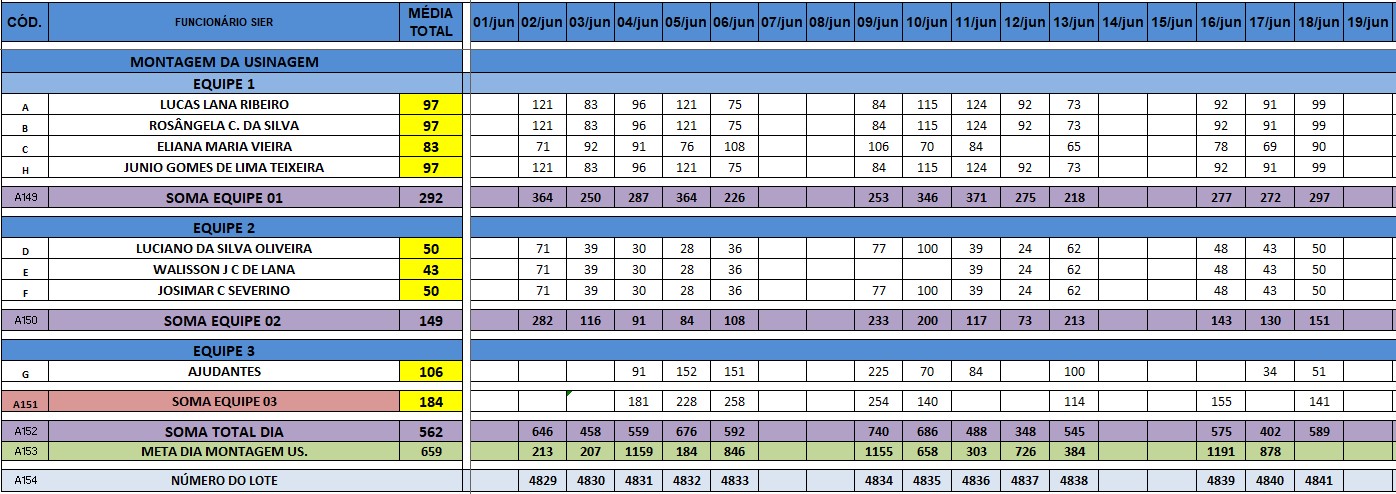 CÓD. FUNCIONÁRIO SIER MÉDIA TOTAL 01/jun 02/jun 03/jun 04/jun 05/jun 06/jun 07/jun 08/jun 09/jun 10/jun 11/jun 12/jun 13/jun 14/jun 15/jun 16/jun 17/jun 18/jun 19/jun
MONTAGEM DA USINAGEM
EQUIPE 1
A LUCAS LANA RIBEIRO 97 121 83 96 121 75 84 115 124 92 73 92 91 99
B ROSÂNGELA C. DA SILVA 97 121 83 96 121 75 84 115 124 92 73 92 91 99
C ELIANA MARIA VIEIRA 83 71 92 91 76 108 106 70 84 65 78 69 90
H JUNIO GOMES DE LIMA TEIXEIRA 97 121 83 96 121 75 84 115 124 92 73 92 91 99
A149 SOMA EQUIPE 01 292 364 250 287 364 226 253 346 371 275 218 277 272 297
EQUIPE 2
D LUCIANO DA SILVA OLIVEIRA 50 71 39 30 28 36 77 100 39 24 62 48 43 50
E WALISSON J C DE LANA 43 71 39 30 28 36 39 24 62 48 43 50
F JOSIMAR C SEVERINO 50 71 39 30 28 36 77 100 39 24 62 48 43 50
A150 SOMA EQUIPE 02 149 282 116 91 84 108 233 200 117 73 213 143 130 151
EQUIPE 3
G AJUDANTES 106 91 152 151 225 70 84 100 34 51
A151 SOMA EQUIPE 03 184 181 228 258 254 140 114 155 141
A152 SOMA TOTAL DIA 562 646 458 559 676 592 740 686 488 348 545 575 402 589
A153 META DIA MONTAGEM US. 659 213 207 1159 184 846 1155 658 303 726 384 1191 878
A154 NÚMERO DO LOTE 4829 4830 4831 4832 4833 4834 4835 4836 4837 4838 4839 4840 4841